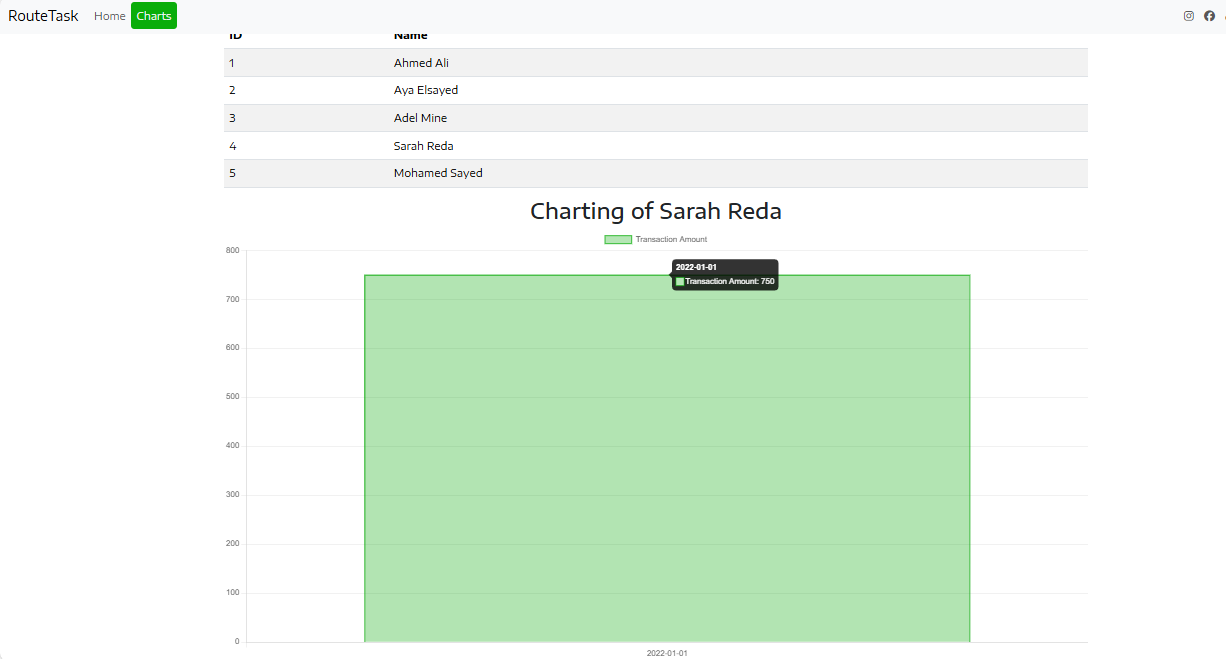 RouteTask Home Charts
ID Name
1 Ahmed Ali
2 Aya Elsayed
3 Adel Mine
4 Sarah Reda
5 Mohamed Sayed
Charting of Sarah Reda
Transaction Amount
800
2022-01-01
Transaction Amount: 750
700
600
500
400
300
200
100
0
2022-01-01